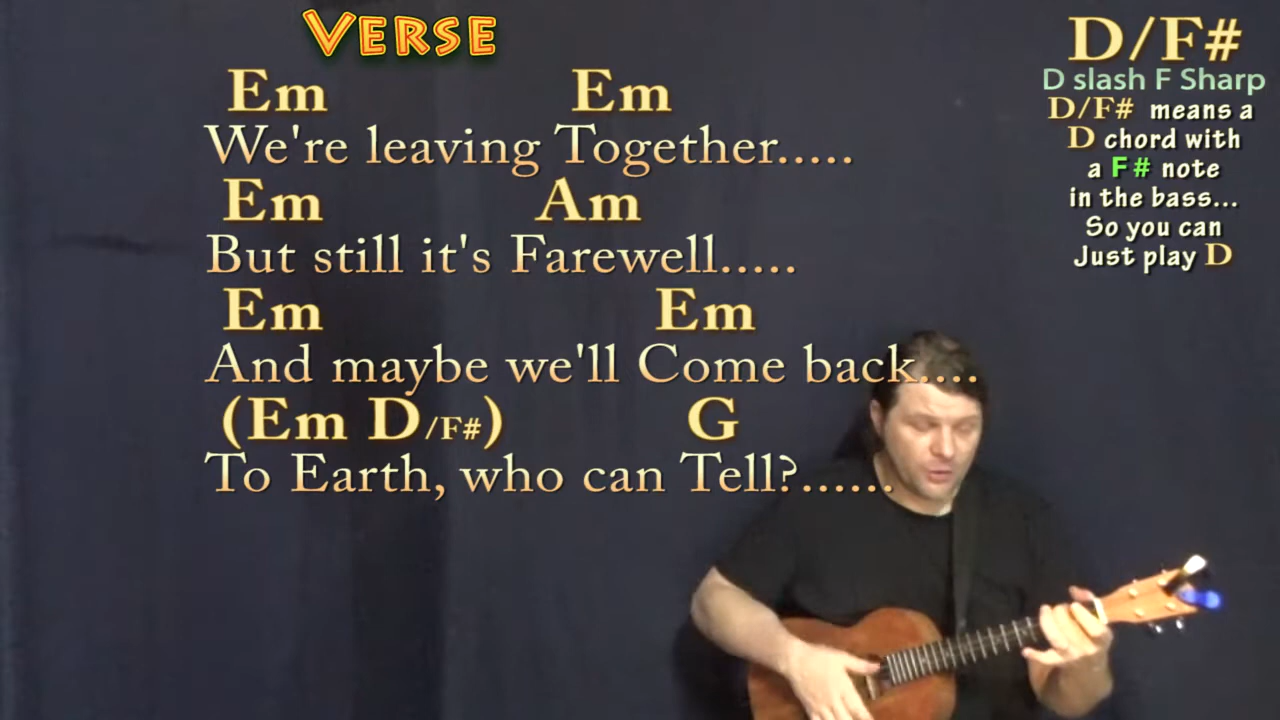 VERSE
Em Em
We're leaving Together.....
Em Am
But still it's Farewell.....
Em Em
And maybe we'll Come back....
(Em D/F#) G
To Earth, who can Tell?......
D/F#
D slash F Sharp
D/F# means a
D chord with
a F# note
in the bass...
So you can
Just play D